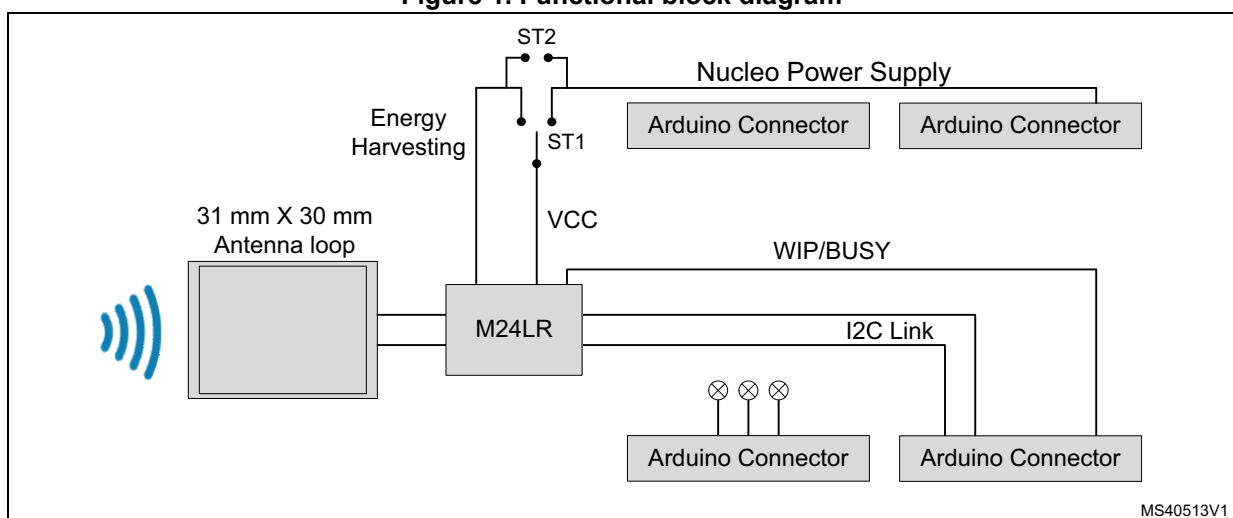 Figure 1. Functional block diagram
ST2
Nucleo Power Supply
Energy
Harvesting
Arduino Connector
Arduino Connector
ST1
31 mm X 30 mm
Antenna loop
VCC
WIP/BUSY
M24LR
I2C Link
Arduino Connector
Arduino Connector
MS40513V1